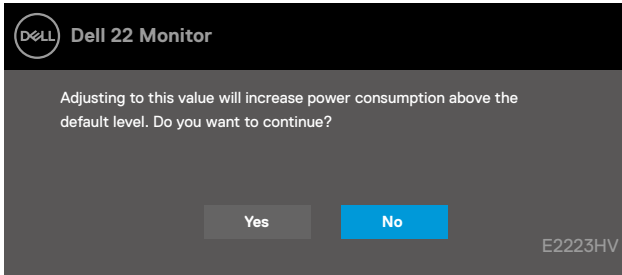 DELL Dell 22 Monitor
Adjusting to this value will increase power consumption above the
default level. Do you want to continue?
Yes No
E2223HV